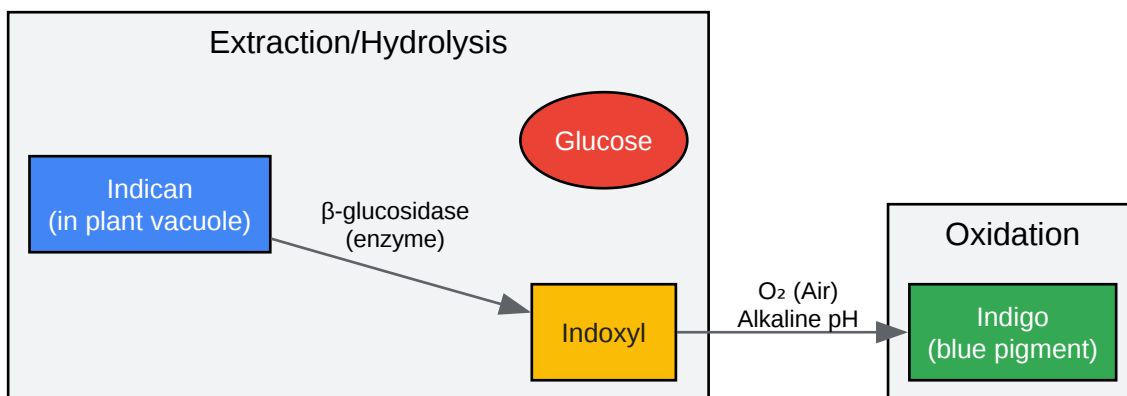 Extraction/Hydrolysis
Glucose
Indican
(in plant vacuole)
β-glucosidase
(enzyme)
Indoxyl
O₂ (Air)
Alkaline pH
Oxidation
Indigo
(blue pigment)